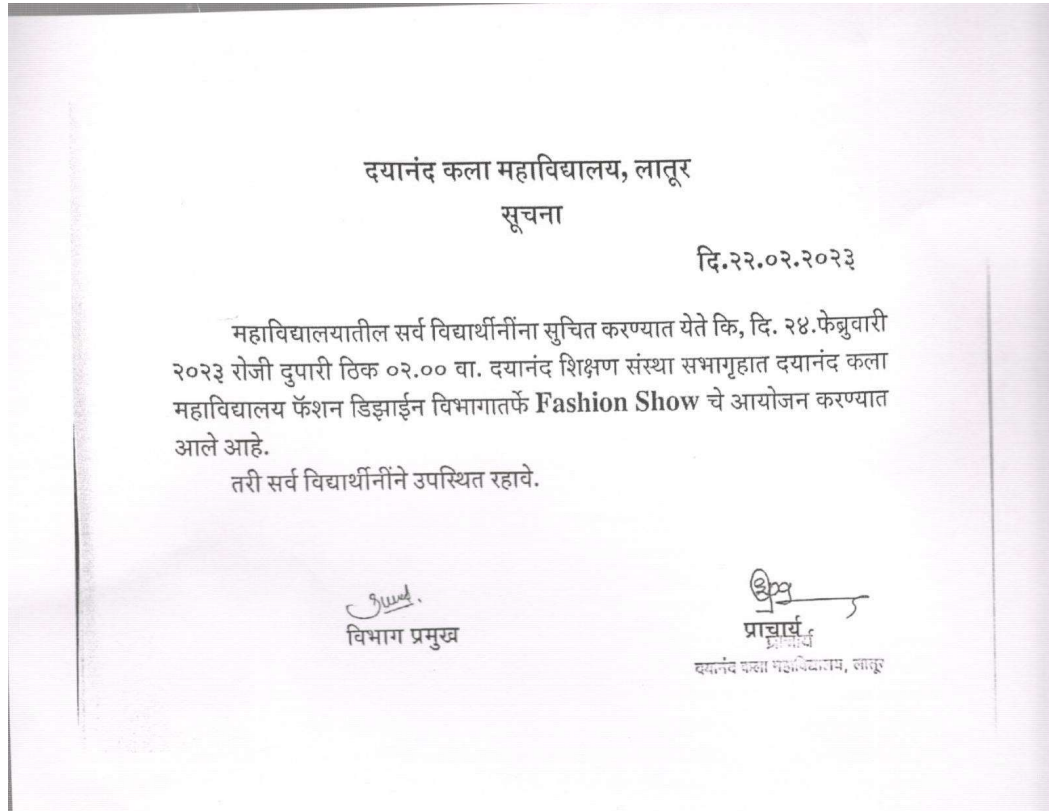 दयानंद कला महाविद्यालय, लातूर
सूचना
दि.२२.०२.२०२३
महाविद्यालयातील सर्व विद्यार्थीनींना सुचित करण्यात येते कि, दि. २४.फेब्रुवारी
२०२३ रोजी दुपारी ठिक ०२.०० वा. दयानंद शिक्षण संस्था सभागृहात दयानंद कला
महाविद्यालय फॅशन डिझाईन विभागातर्फे Fashion Show चे आयोजन करण्यात
आले आहे.
तरी सर्व विद्यार्थीनींने उपस्थित रहावे.
विभाग प्रमुख
प्राचार्य
प्राचार्य
दयानंद कला महाविद्यालय, लातूर